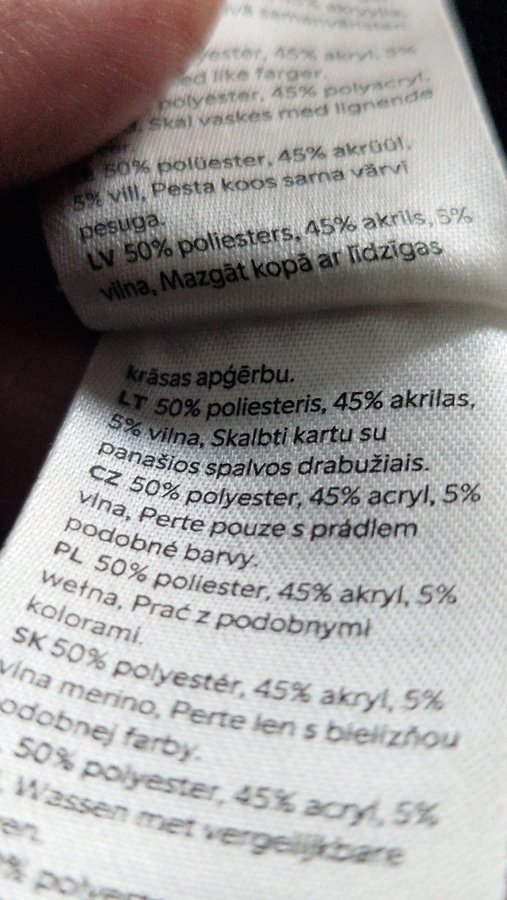 polyester, 45% akryl, 5%
like farger.
polyester, 45% polyacryl,
Skal vaskes med lignende
50% polüester, 45% akrüül,
5% vill, Pesta koos sarna värvi
pesuga.
LV 50% poliesters, 45% akrils, 5%
vilna, Mazgāt kopā ar līdzīgas
krāsas apģērbu.
LT 50% poliesteris, 45% akrilas,
5% vilna, Skalbti kartu su
panašios spalvos drabužiais.
CZ 50% polyester, 45% acryl, 5%
vlna, Perte pouze s prádlem
podobné barvy.
PL 50% poliester, 45% akryl, 5%
wełna, Prać z podobnymi
kolorami.
SK 50% polyestér, 45% akryl, 5%
vlna merino, Perte len s bielizňou
podobnej farby.
50% polyester, 45% acryl, 5%
Wassen met vergelijkbare